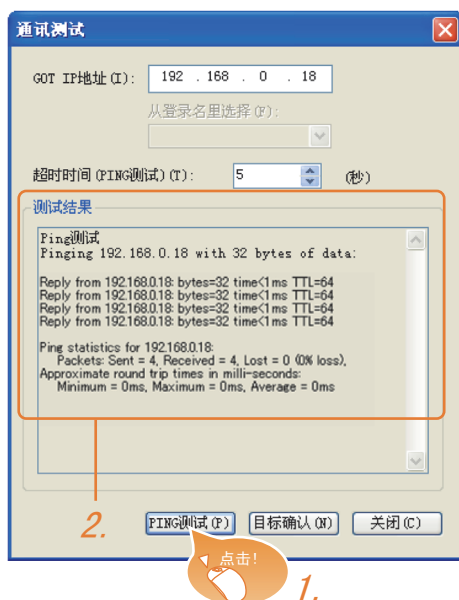 通讯测试
GOT IP地址(I): 192 . 168 . 0 . 18
从登录名里选择(F):
超时时间(PING测试)(T): 5 (秒)
测试结果
Ping测试
Pinging 192.168.0.18 with 32 bytes of data:
Reply from 192.168.0.18: bytes=32 time<1ms TTL=64
Reply from 192.168.0.18: bytes=32 time<1ms TTL=64
Reply from 192.168.0.18: bytes=32 time<1ms TTL=64
Reply from 192.168.0.18: bytes=32 time<1ms TTL=64
Ping statistics for 192.168.0.18:
Packets: Sent = 4, Received = 4, Lost = 0 (0% loss),
Approximate round trip times in milli-seconds:
Minimum = 0ms, Maximum = 0ms, Average = 0ms
2.
PING测试(P) 目标确认(N) 关闭(C)
点击!
1.